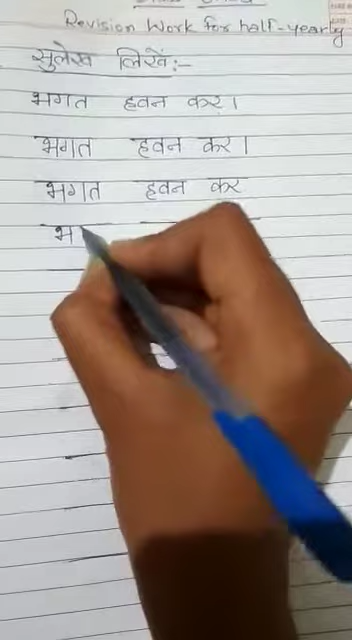 Revision Work for half-yearly
सुलेख लिखें:-
भगत हवन कर।
भगत हवन कर।
भगत हवन कर
भ